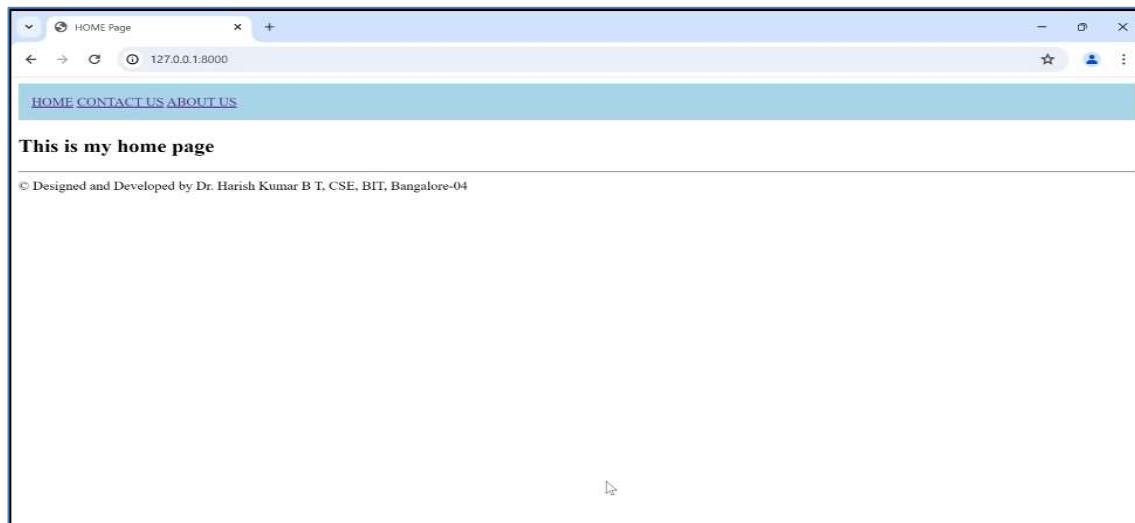 HOME Page
127.0.0.1:8000
HOME CONTACT US ABOUT US
This is my home page
© Designed and Developed by Dr. Harish Kumar B T, CSE, BIT, Bangalore-04